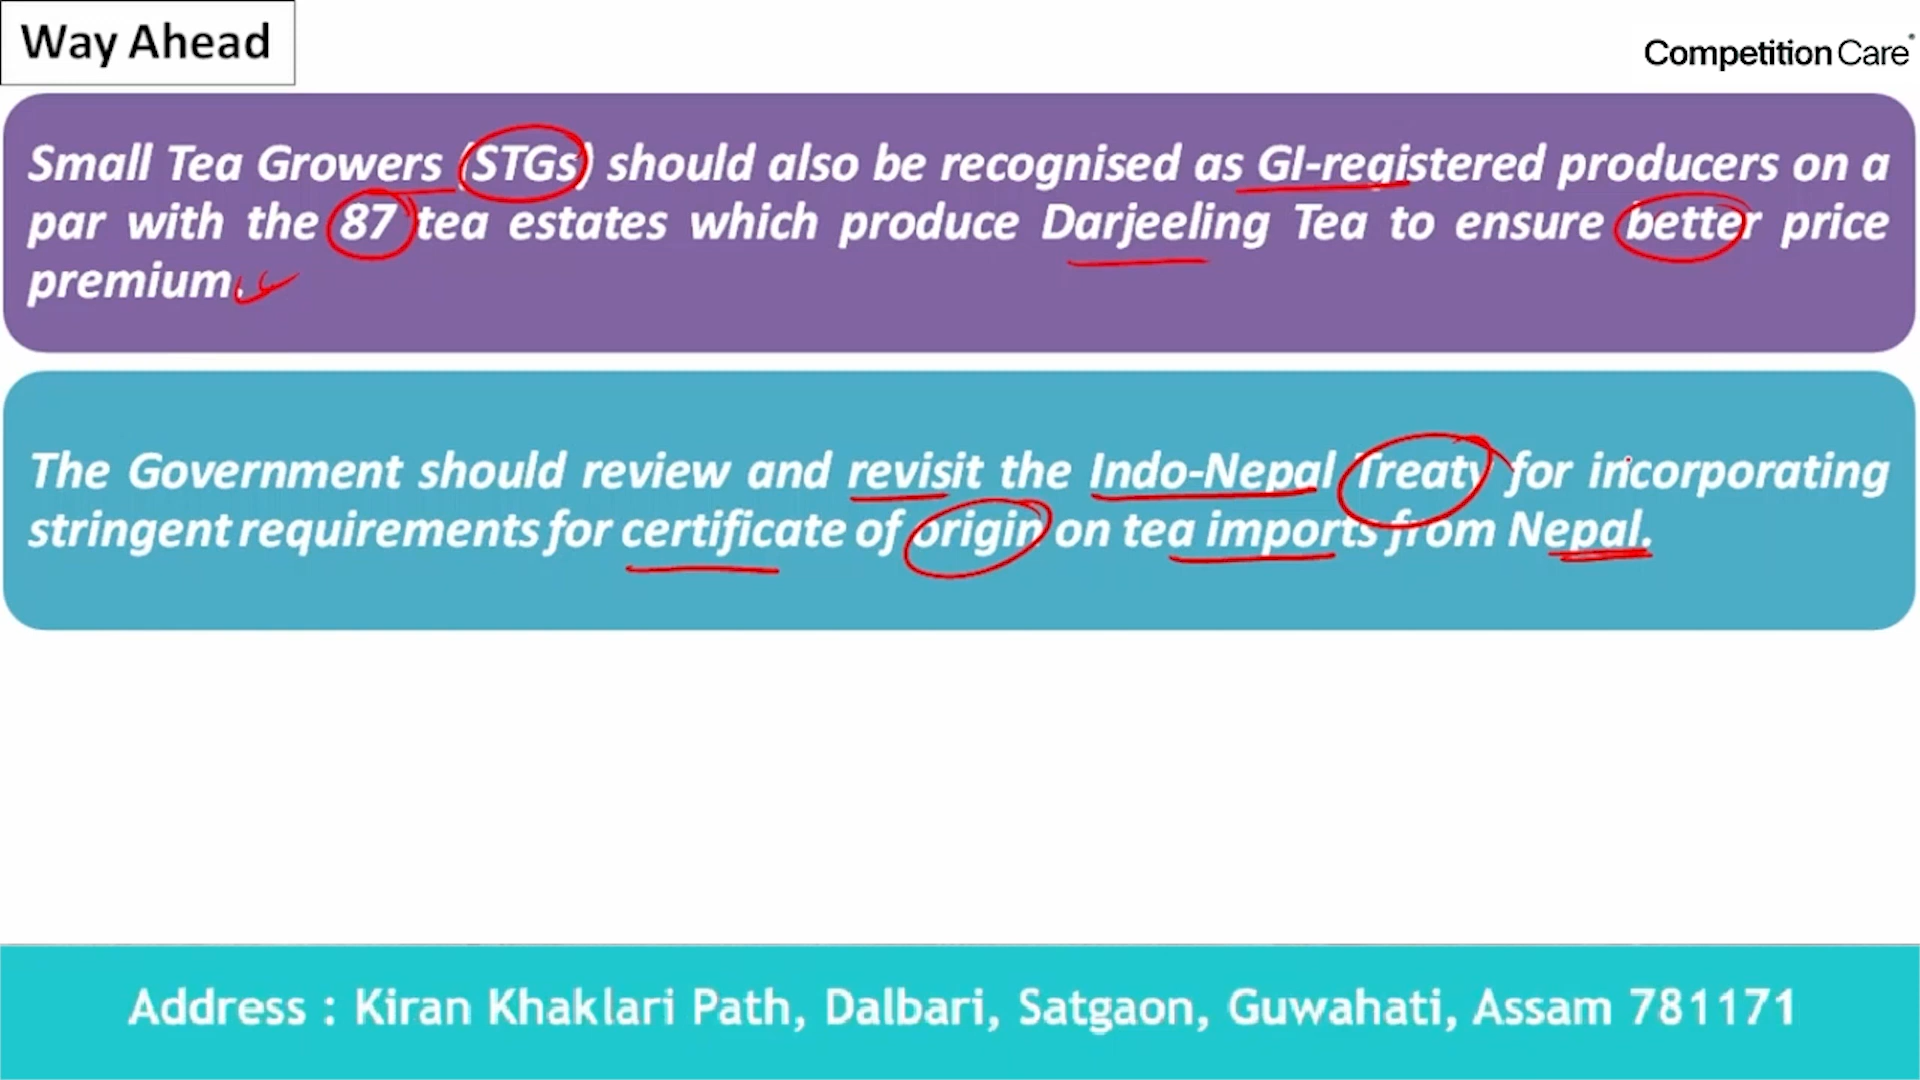 Way Ahead
Competition Care
Small Tea Growers (STGs) should also be recognised as GI-registered producers on a
par with the 87 tea estates which produce Darjeeling Tea to ensure better price
premium.
The Government should review and revisit the Indo-Nepal Treaty for incorporating
stringent requirements for certificate of origin on tea imports from Nepal.
Address : Kiran Khaklari Path, Dalbari, Satgaon, Guwahati, Assam 781171